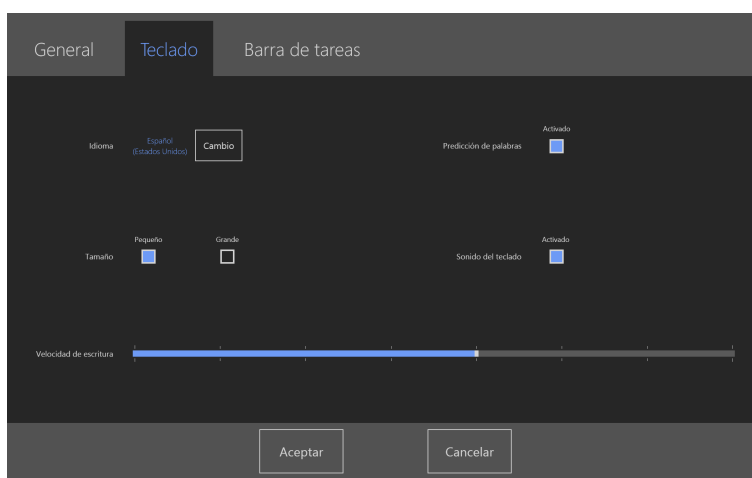 General
Teclado
Barra de tareas
Idioma
Español
(Estados Unidos)
Cambio
Predicción de palabras
Activado
Tamaño
Pequeño
Grande
Sonido del teclado
Activado
Velocidad de escritura
Aceptar
Cancelar